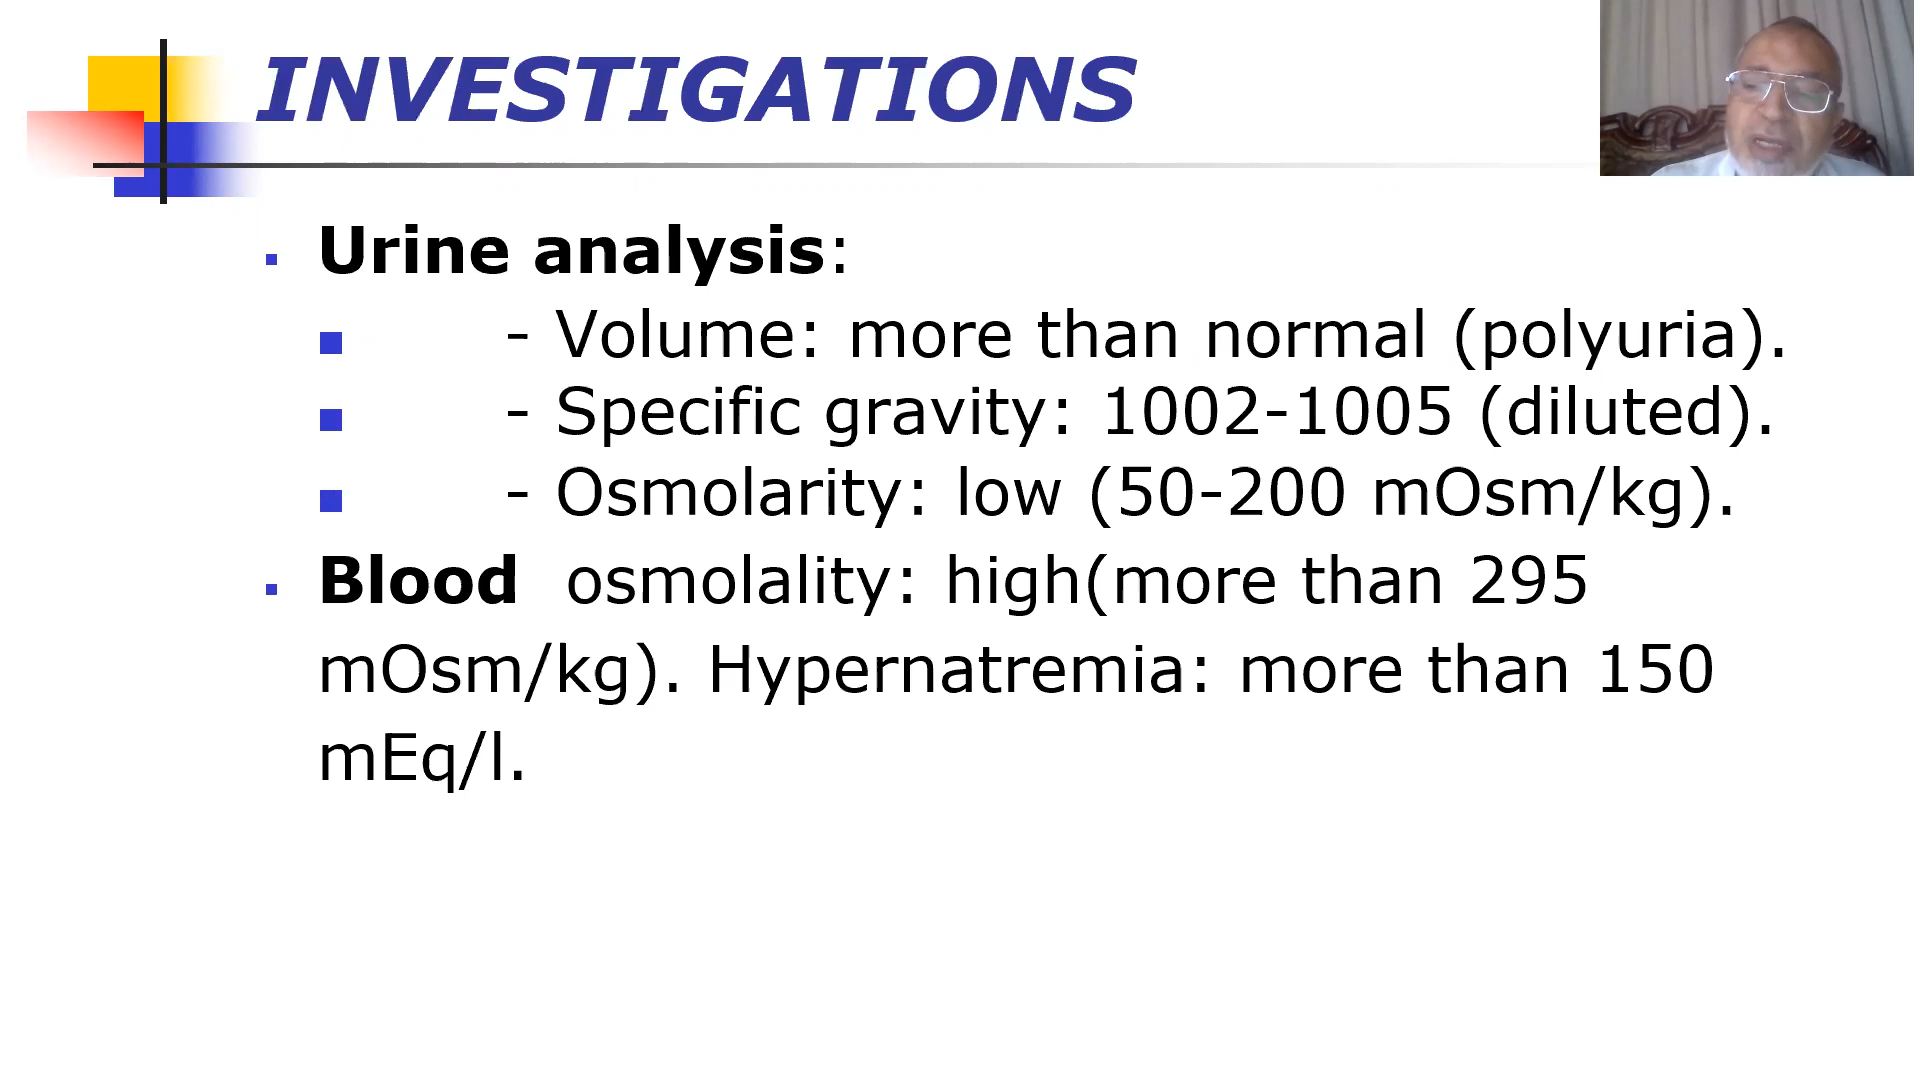 INVESTIGATIONS
Urine analysis:
- Volume: more than normal (polyuria).
- Specific gravity: 1002-1005 (diluted).
- Osmolarity: low (50-200 mOsm/kg).
Blood osmolality: high(more than 295
mOsm/kg). Hypernatremia: more than 150
mEq/l.